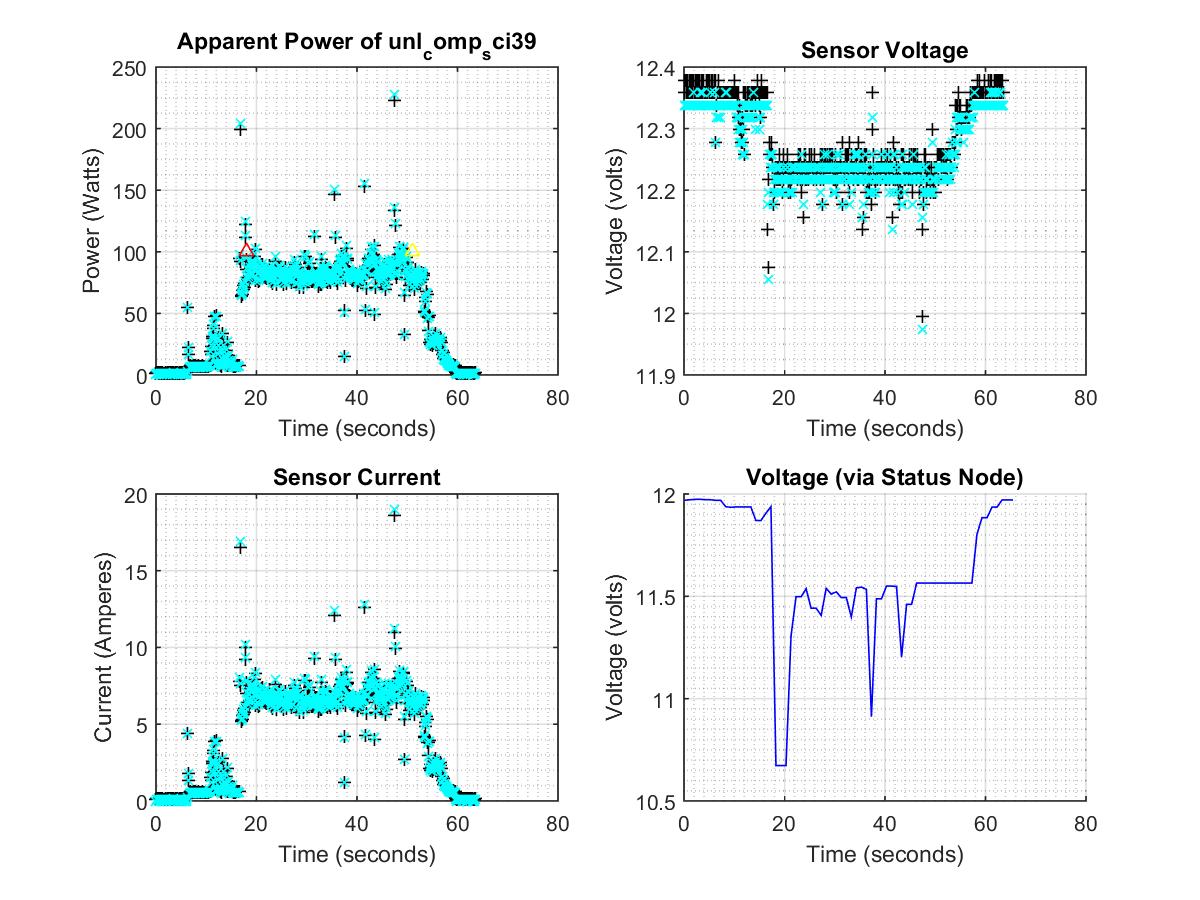 Apparent Power of unl_comp_sci39
250
200
150
100
50
0
0 20 40 60 80
Power (Watts)
Time (seconds)
Sensor Voltage
12.4
12.3
12.2
12.1
12
11.9
0 20 40 60 80
Voltage (volts)
Time (seconds)
Sensor Current
20
15
10
5
0
0 20 40 60 80
Current (Amperes)
Time (seconds)
Voltage (via Status Node)
12
11.5
11
10.5
0 20 40 60 80
Voltage (volts)
Time (seconds)